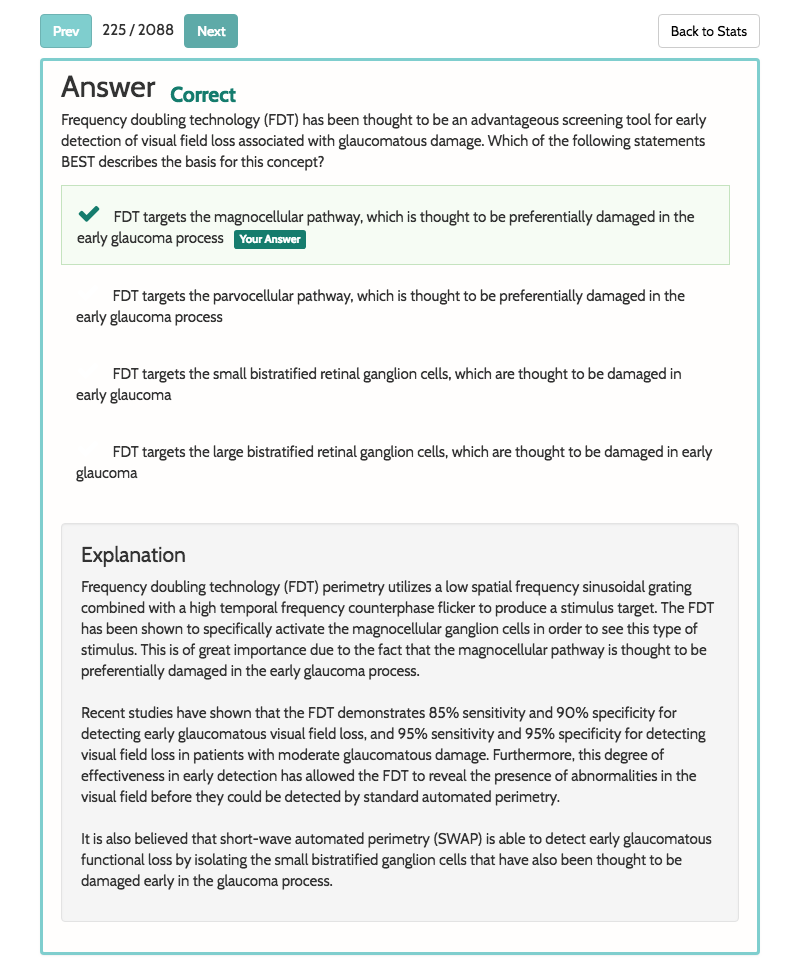 Prev 225 / 2088 Next Back to Stats
Answer Correct
Frequency doubling technology (FDT) has been thought to be an advantageous screening tool for early
detection of visual field loss associated with glaucomatous damage. Which of the following statements
BEST describes the basis for this concept?
FDT targets the magnocellular pathway, which is thought to be preferentially damaged in the
early glaucoma process Your Answer
FDT targets the parvocellular pathway, which is thought to be preferentially damaged in the
early glaucoma process
FDT targets the small bistratified retinal ganglion cells, which are thought to be damaged in
early glaucoma
FDT targets the large bistratified retinal ganglion cells, which are thought to be damaged in early
glaucoma
Explanation
Frequency doubling technology (FDT) perimetry utilizes a low spatial frequency sinusoidal grating
combined with a high temporal frequency counterphase flicker to produce a stimulus target. The FDT
has been shown to specifically activate the magnocellular ganglion cells in order to see this type of
stimulus. This is of great importance due to the fact that the magnocellular pathway is thought to be
preferentially damaged in the early glaucoma process.
Recent studies have shown that the FDT demonstrates 85% sensitivity and 90% specificity for
detecting early glaucomatous visual field loss, and 95% sensitivity and 95% specificity for detecting
visual field loss in patients with moderate glaucomatous damage. Furthermore, this degree of
effectiveness in early detection has allowed the FDT to reveal the presence of abnormalities in the
visual field before they could be detected by standard automated perimetry.
It is also believed that short-wave automated perimetry (SWAP) is able to detect early glaucomatous
functional loss by isolating the small bistratified ganglion cells that have also been thought to be
damaged early in the glaucoma process.